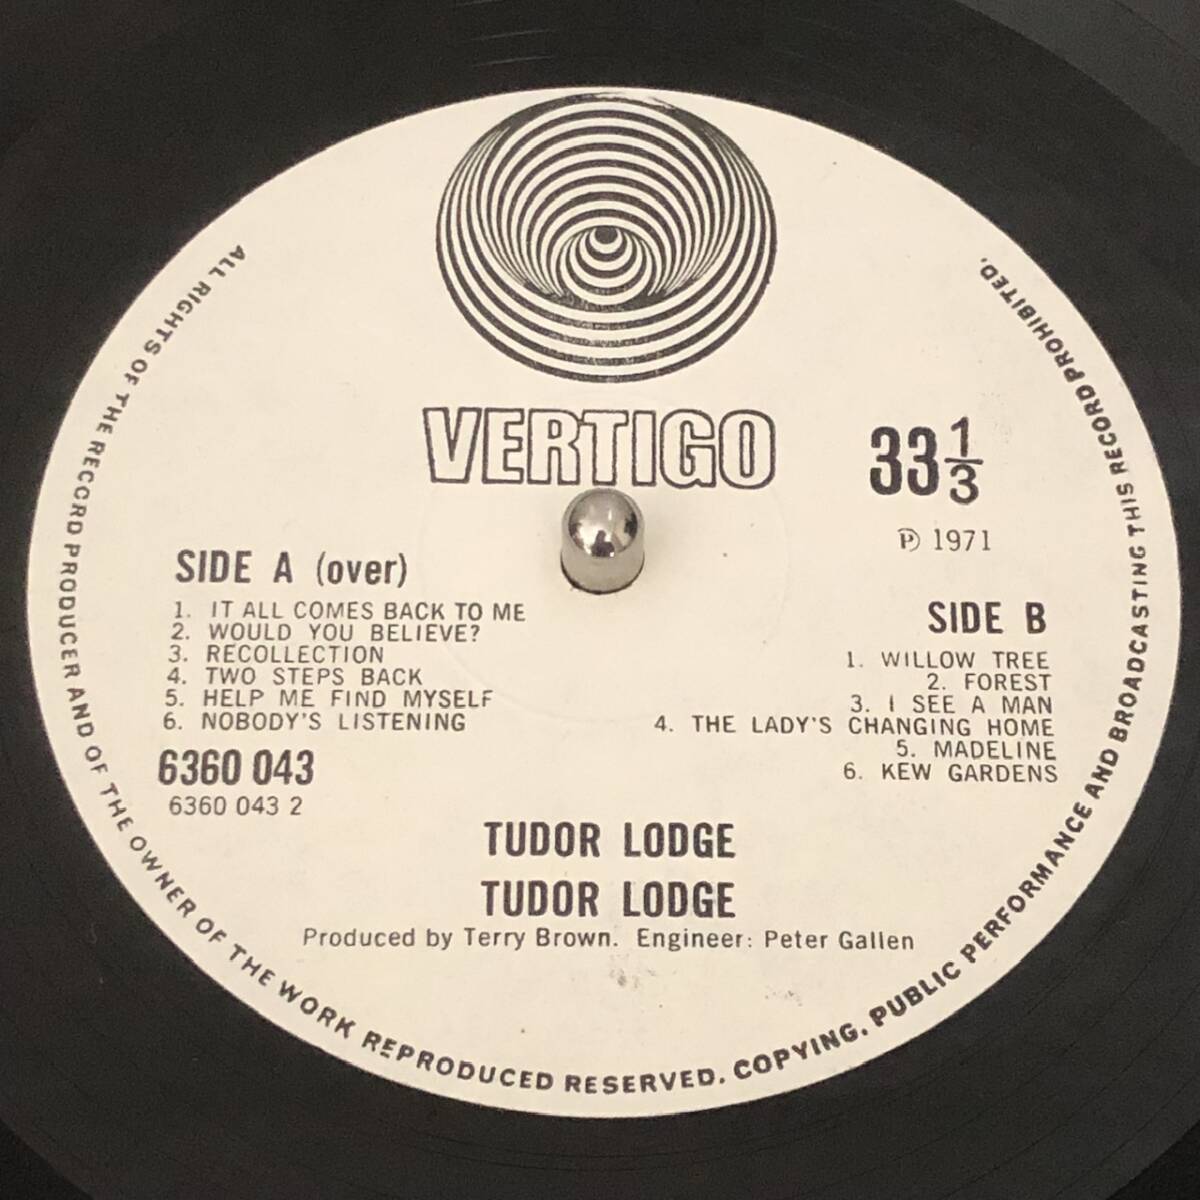 VERTIGO
33 1/3
℗ 1971
SIDE A (over)
1. IT ALL COMES BACK TO ME
2. WOULD YOU BELIEVE?
3. RECOLLECTION
4. TWO STEPS BACK
5. HELP ME FIND MYSELF
6. NOBODY'S LISTENING
6360 043
6360 043 2
SIDE B
1. WILLOW TREE
2. FOREST
3. I SEE A MAN
4. THE LADY'S CHANGING HOME
5. MADELINE
6. KEW GARDENS
TUDOR LODGE
TUDOR LODGE
Produced by Terry Brown. Engineer: Peter Gallen
ALL RIGHTS OF THE RECORD PRODUCER AND OF THE OWNER OF THE WORK REPRODUCED RESERVED. COPYING, PUBLIC PERFORMANCE AND BROADCASTING THIS RECORD PROHIBITED.